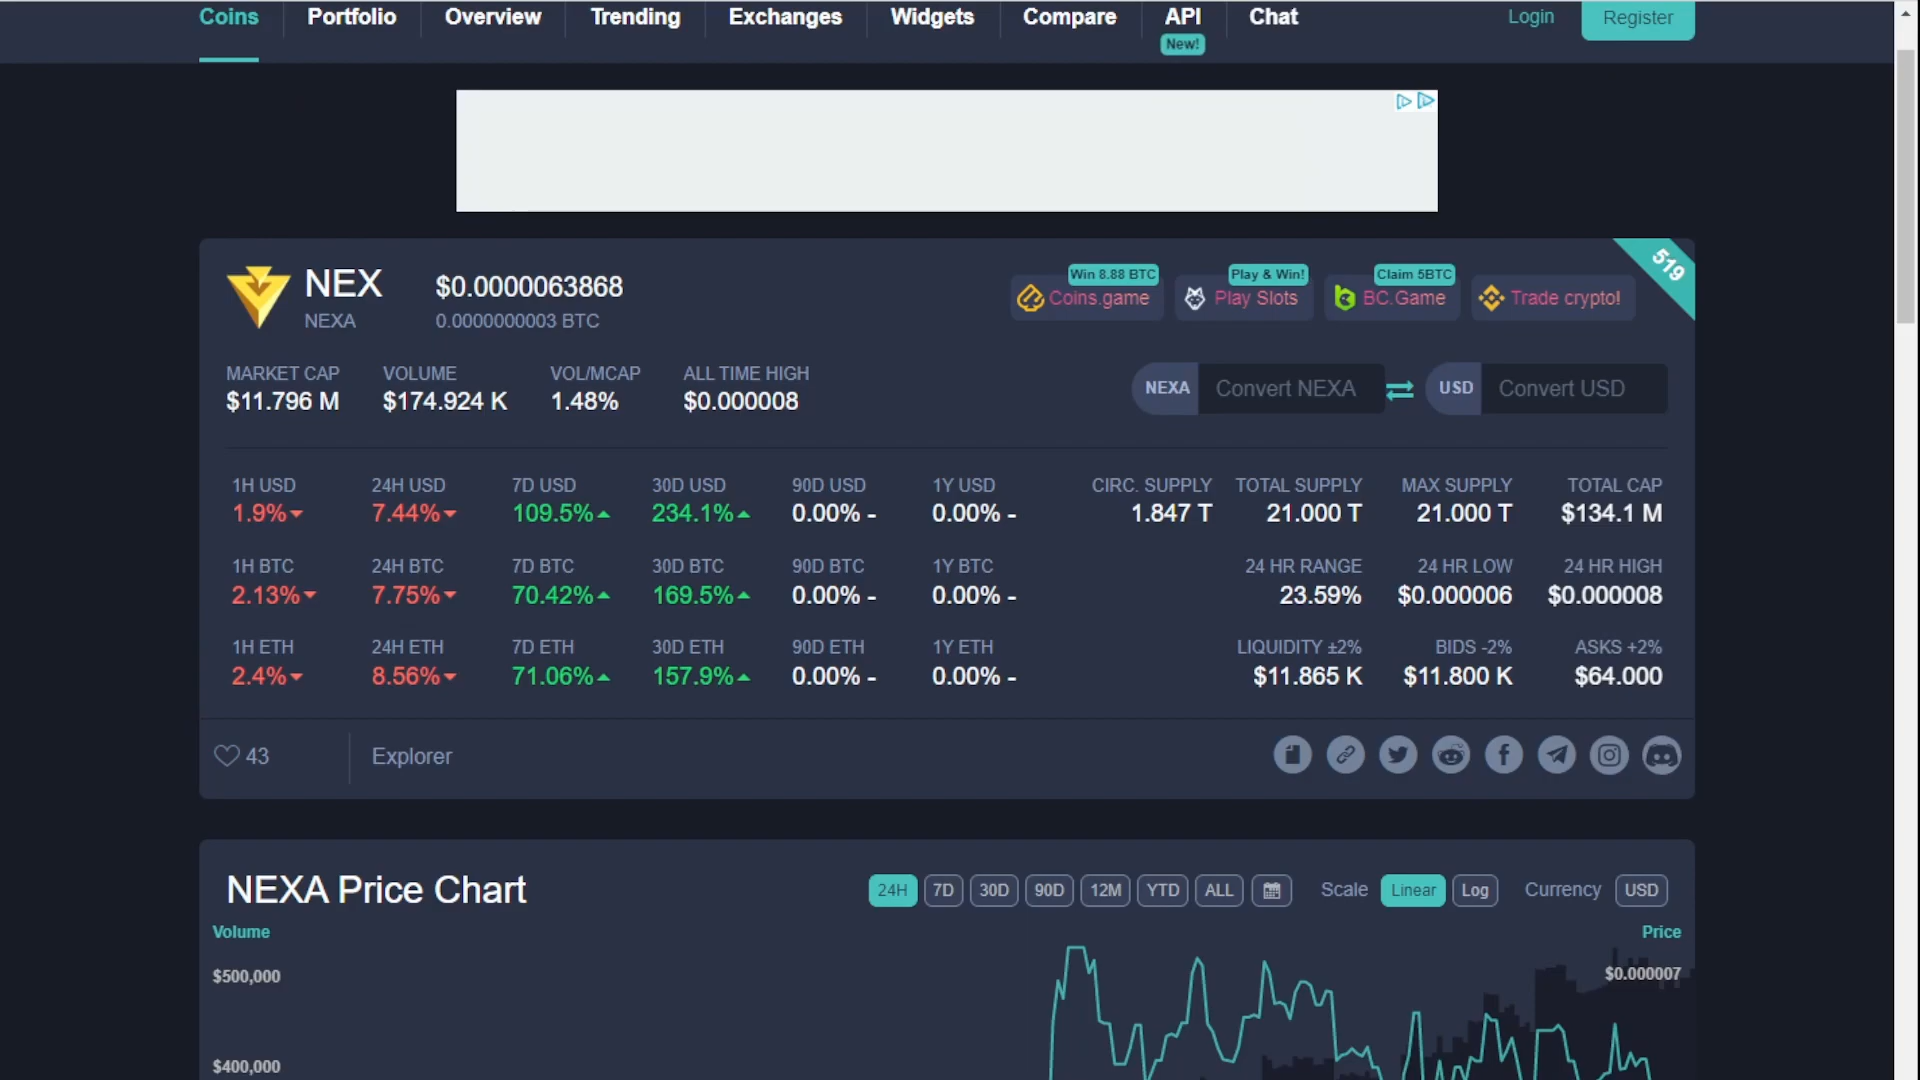 Coins Portfolio Overview Trending Exchanges Widgets Compare API Chat Login Register
New!
519
Win 8.88 BTC Play & Win! Claim 5BTC
NEX $0.0000063868 Coins.game Play Slots BC.Game Trade crypto!
NEXA 0.0000000003 BTC
MARKET CAP VOLUME VOL/MCAP ALL TIME HIGH
$11.796 M $174.924 K 1.48% $0.000008
NEXA Convert NEXA USD Convert USD
1H USD 24H USD 7D USD 30D USD 90D USD 1Y USD CIRC. SUPPLY TOTAL SUPPLY MAX SUPPLY TOTAL CAP
1.9% 7.44% 109.5% 234.1% 0.00% - 0.00% - 1.847 T 21.000 T 21.000 T $134.1 M
1H BTC 24H BTC 7D BTC 30D BTC 90D BTC 1Y BTC 24 HR RANGE 24 HR LOW 24 HR HIGH
2.13% 7.75% 70.42% 169.5% 0.00% - 0.00% - 23.59% $0.000006 $0.000008
1H ETH 24H ETH 7D ETH 30D ETH 90D ETH 1Y ETH LIQUIDITY ±2% BIDS -2% ASKS +2%
2.4% 8.56% 71.06% 157.9% 0.00% - 0.00% - $11.865 K $11.800 K $64.000
43 Explorer
NEXA Price Chart 24H 7D 30D 90D 12M YTD ALL Scale Linear Log Currency USD
Volume Price
$500,000 $0.000007
$400,000